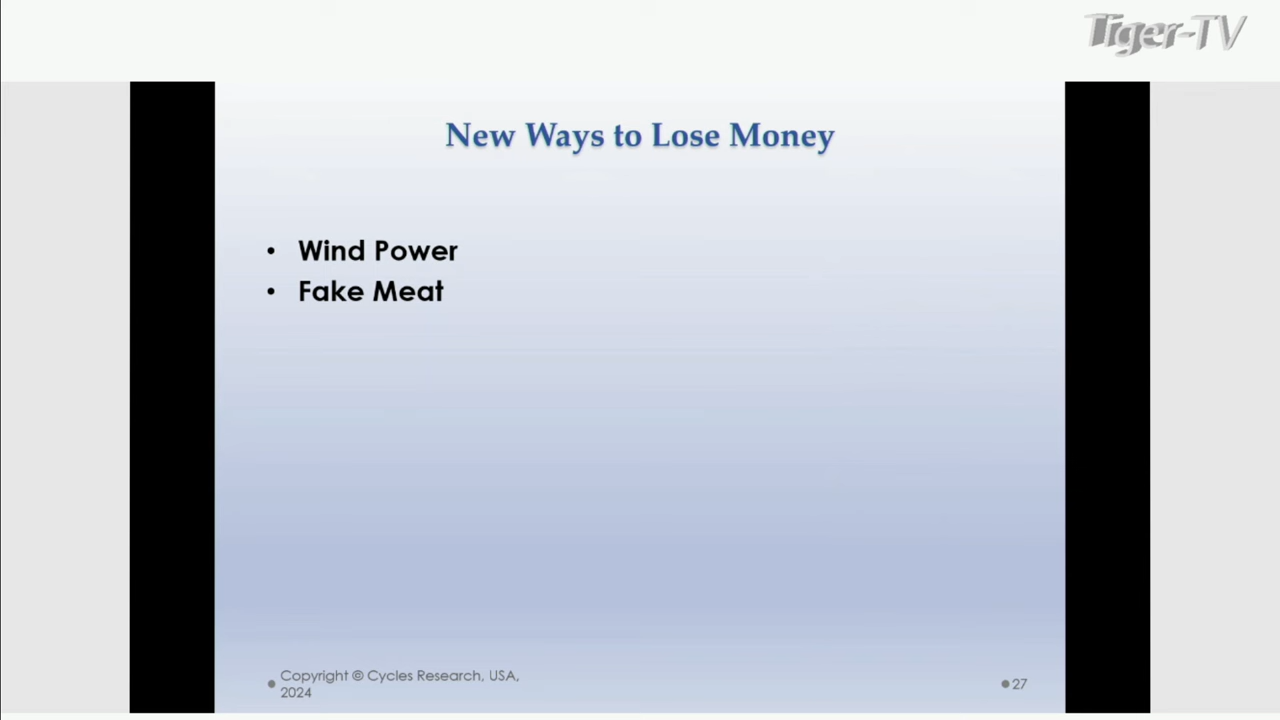 Tiger-TV
New Ways to Lose Money
• Wind Power
• Fake Meat
Copyright © Cycles Research, USA,
2024
27